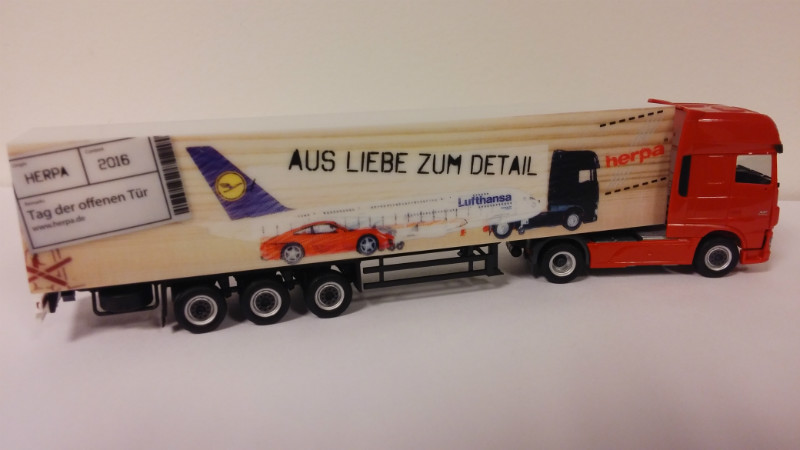 HERPA
2016
Tag der offenen Tür
www.herpa.de
AUS LIEBE ZUM DETAIL
Lufthansa
herpa